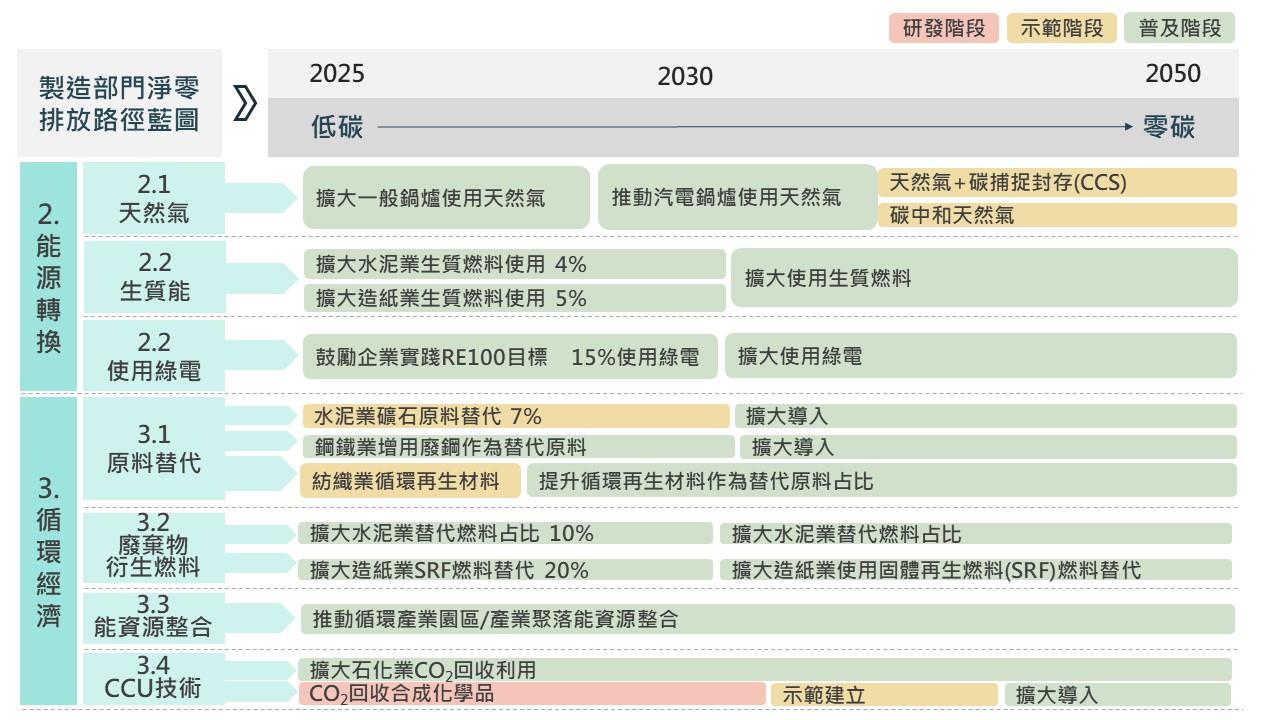 研發階段
示範階段
普及階段
製造部門淨零
排放路徑藍圖
2025
2030
2050
低碳
零碳
2.
能
源
轉
換
2.1
天然氣
擴大一般鍋爐使用天然氣
推動汽電鍋爐使用天然氣
天然氣+碳捕捉封存(CCS)
碳中和天然氣
2.2
生質能
擴大水泥業生質燃料使用 4%
擴大造紙業生質燃料使用 5%
擴大使用生質燃料
2.2
使用綠電
鼓勵企業實踐RE100目標 15%使用綠電
擴大使用綠電
3.
循
環
經
濟
3.1
原料替代
水泥業礦石原料替代 7%
擴大導入
鋼鐵業增用廢鋼作為替代原料
擴大導入
紡織業循環再生材料
提升循環再生材料作為替代原料占比
3.2
廢棄物
衍生燃料
擴大水泥業替代燃料占比 10%
擴大水泥業替代燃料占比
擴大造紙業SRF燃料替代 20%
擴大造紙業使用固體再生燃料(SRF)燃料替代
3.3
能資源整合
推動循環產業園區/產業聚落能資源整合
3.4
CCU技術
擴大石化業CO₂回收利用
CO₂回收合成化學品
示範建立
擴大導入